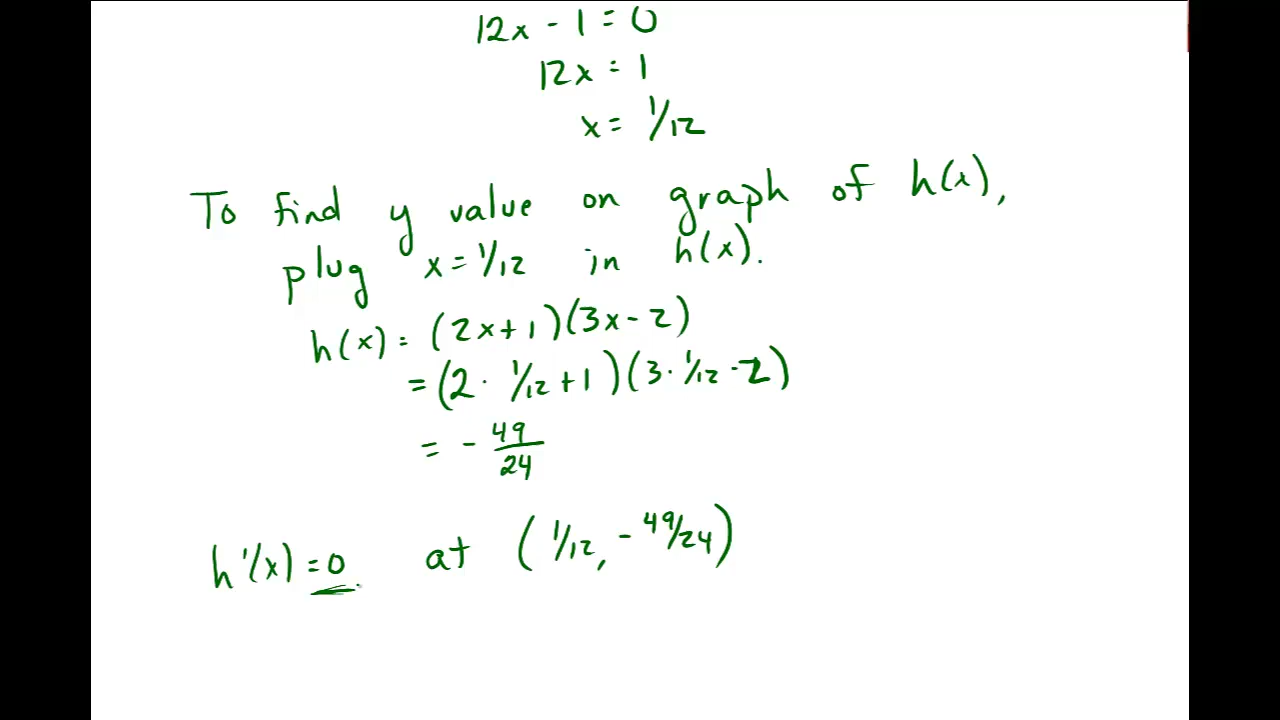 12x - 1 = 0
12x = 1
x = 1/12
To find y value on graph of h(x),
plug x = 1/12 in h(x).
h(x) = (2x+1)(3x-2)
= (2 · 1/12 + 1)(3 · 1/12 - 2)
= - 49/24
h'(x) = 0 at (1/12, - 49/24)